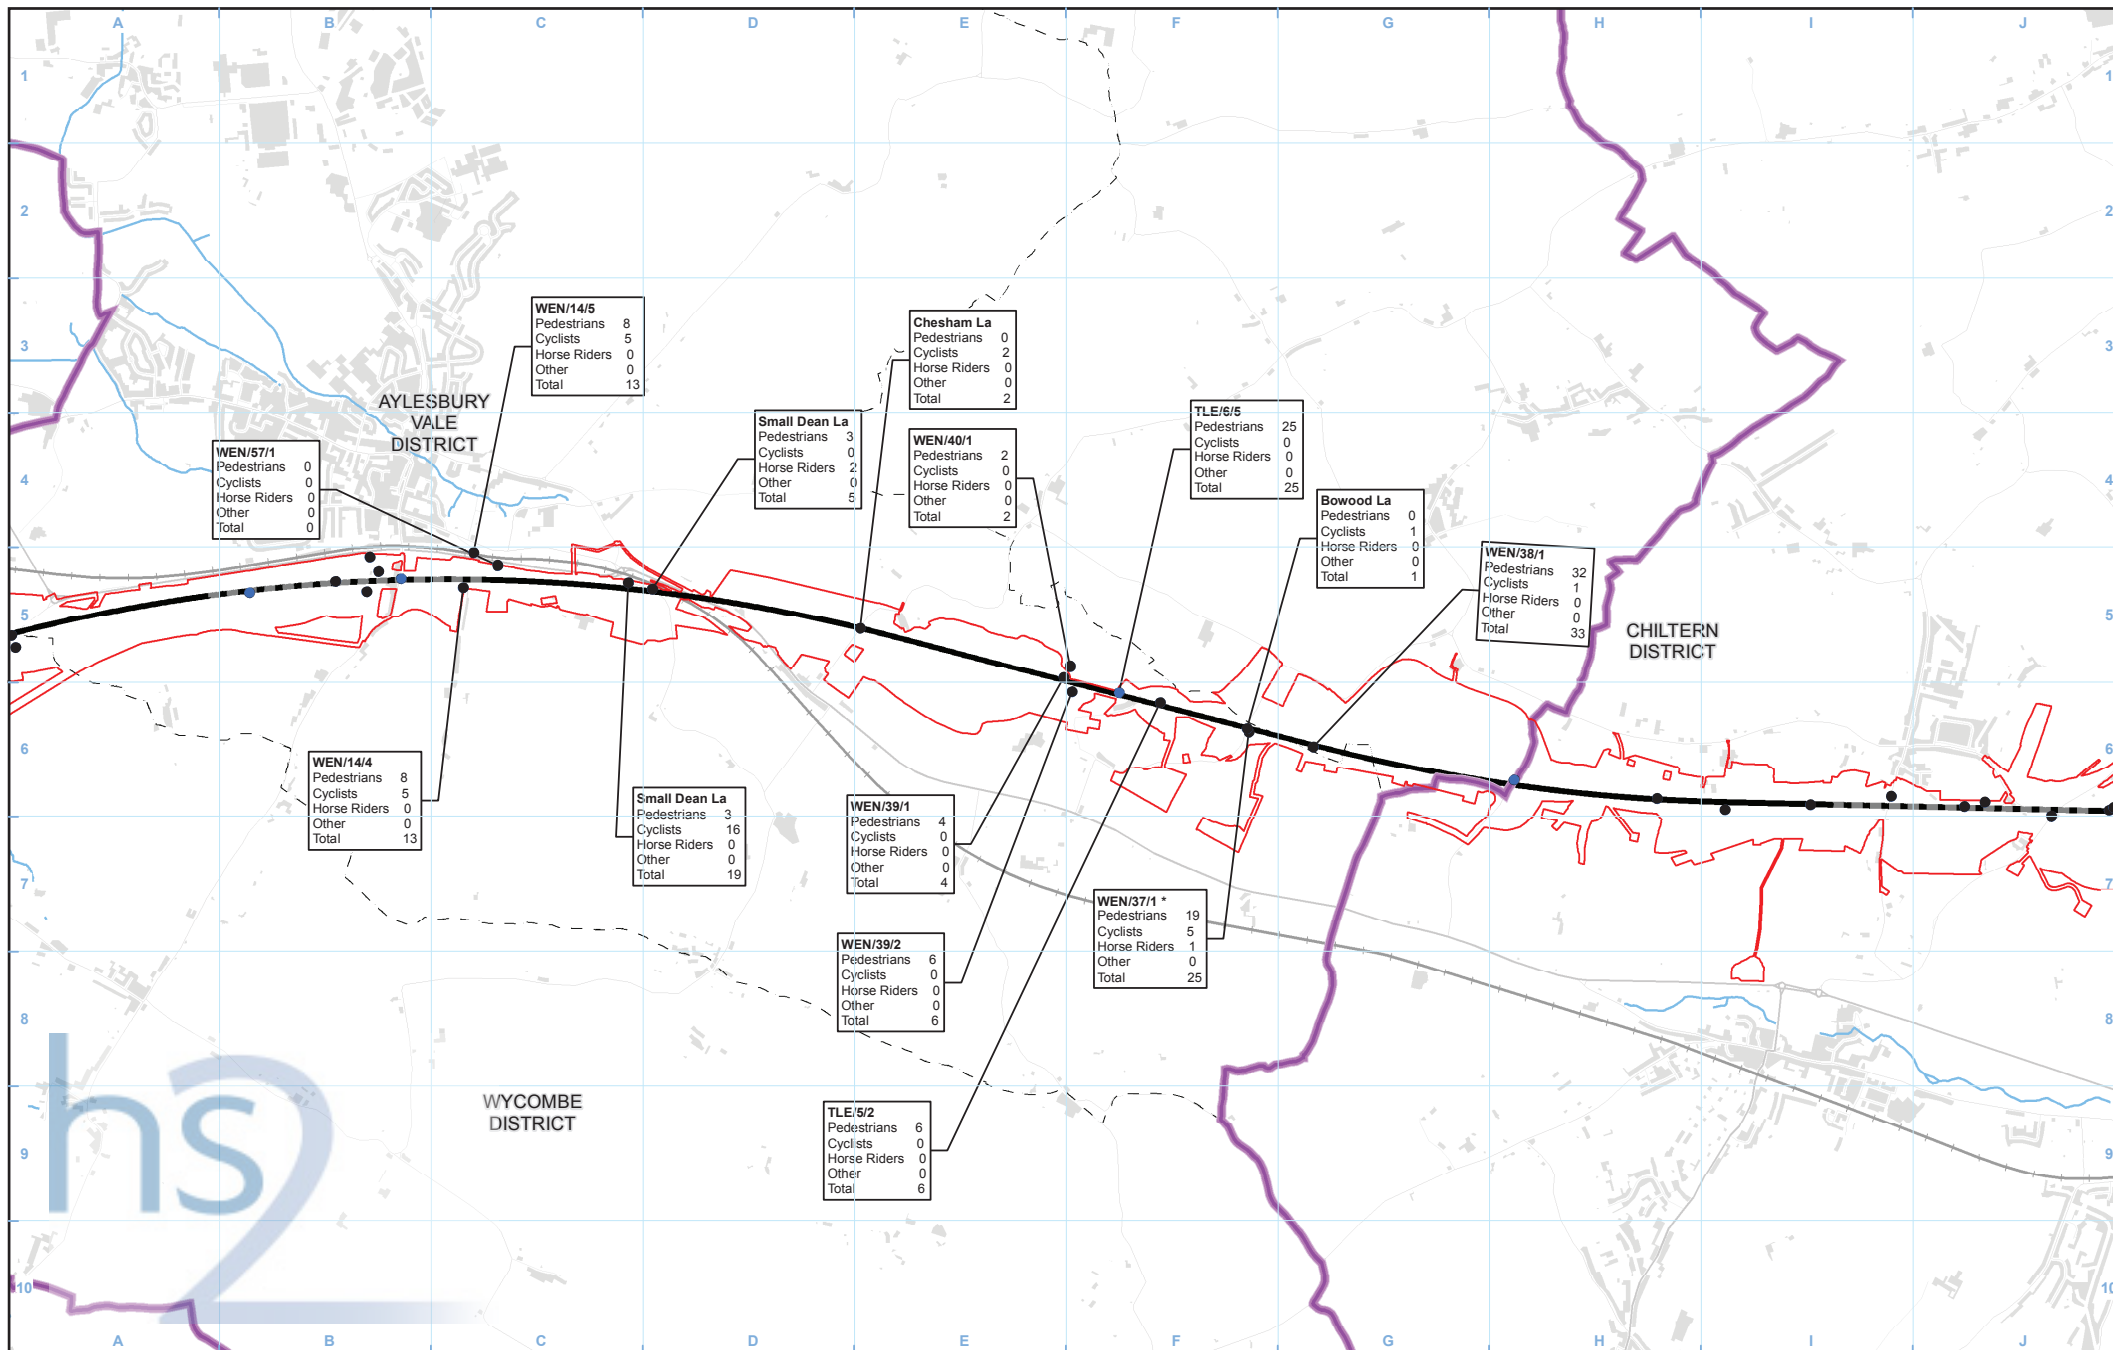 A B C D E F G H I J
1 1
2 2
3 3
4 4
5 5
6 6
7 7
8 8
9 9
10 10
WEN/14/5
Pedestrians 8
Cyclists 5
Horse Riders 0
Other 0
Total 13
Chesham La
Pedestrians 0
Cyclists 2
Horse Riders 0
Other 0
Total 2
AYLESBURY
VALE
DISTRICT
WEN/57/1
Pedestrians 0
Cyclists 0
Horse Riders 0
Other 0
Total 0
Small Dean La
Pedestrians 3
Cyclists 0
Horse Riders 2
Other 0
Total 5
WEN/40/1
Pedestrians 2
Cyclists 0
Horse Riders 0
Other 0
Total 2
TLE/6/5
Pedestrians 25
Cyclists 0
Horse Riders 0
Other 0
Total 25
Bowood La
Pedestrians 0
Cyclists 1
Horse Riders 0
Other 0
Total 1
WEN/38/1
Pedestrians 32
Cyclists 1
Horse Riders 0
Other 0
Total 33
CHILTERN
DISTRICT
WEN/14/4
Pedestrians 8
Cyclists 5
Horse Riders 0
Other 0
Total 13
Small Dean La
Pedestrians 3
Cyclists 16
Horse Riders 0
Other 0
Total 19
WEN/39/1
Pedestrians 4
Cyclists 0
Horse Riders 0
Other 0
Total 4
WEN/37/1 *
Pedestrians 19
Cyclists 5
Horse Riders 1
Other 0
Total 25
WEN/39/2
Pedestrians 6
Cyclists 0
Horse Riders 0
Other 0
Total 6
WYCOMBE
DISTRICT
TLE/5/2
Pedestrians 6
Cyclists 0
Horse Riders 0
Other 0
Total 6
hs2
A B C D E F G H I J